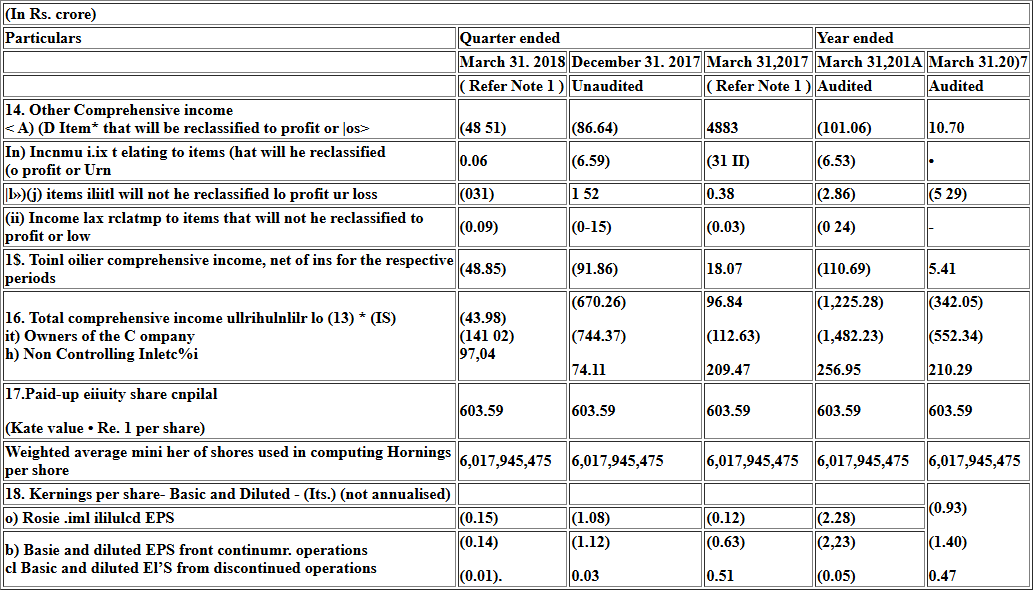 (In Rs. crore)
Particulars Quarter ended Year ended
March 31. 2018 December 31. 2017 March 31,2017 March 31,201A March 31.20)7
( Refer Note 1 ) Unaudited ( Refer Note 1 ) Audited Audited
14. Other Comprehensive income
< A) (D Item* that will be reclassified to profit or |os> (48 51) (86.64) 4883 (101.06) 10.70
In) Incnmu i.ix t elating to items (hat will he reclassified
(o profit or Urn 0.06 (6.59) (31 II) (6.53) •
|l»)(j) items iliitl will not he reclassified lo profit ur loss (031) 1 52 0.38 (2.86) (5 29)
(ii) Income lax rclatmp to items that will not he reclassified to
profit or low (0.09) (0-15) (0.03) (0 24) -
1$. Toinl oilier comprehensive income, net of ins for the respective
periods (48.85) (91.86) 18.07 (110.69) 5.41
16. Total comprehensive income ullrihulnlilr lo (13) * (IS) (43.98) (670.26) 96.84 (1,225.28) (342.05)
it) Owners of the C ompany (141 02) (744.37) (112.63) (1,482.23) (552.34)
h) Non Controlling Inletc%i 97,04 74.11 209.47 256.95 210.29
17.Paid-up eiiuity share cnpilal
(Kate value • Re. 1 per share) 603.59 603.59 603.59 603.59 603.59
Weighted average mini her of shores used in computing Hornings
per shore 6,017,945,475 6,017,945,475 6,017,945,475 6,017,945,475 6,017,945,475
18. Kernings per share- Basic and Diluted - (Its.) (not annualised)
o) Rosie .iml ililulcd EPS (0.15) (1.08) (0.12) (2.28) (0.93)
b) Basie and diluted EPS front continumr. operations (0.14) (1.12) (0.63) (2,23) (1.40)
cl Basic and diluted El’S from discontinued operations (0.01). 0.03 0.51 (0.05) 0.47